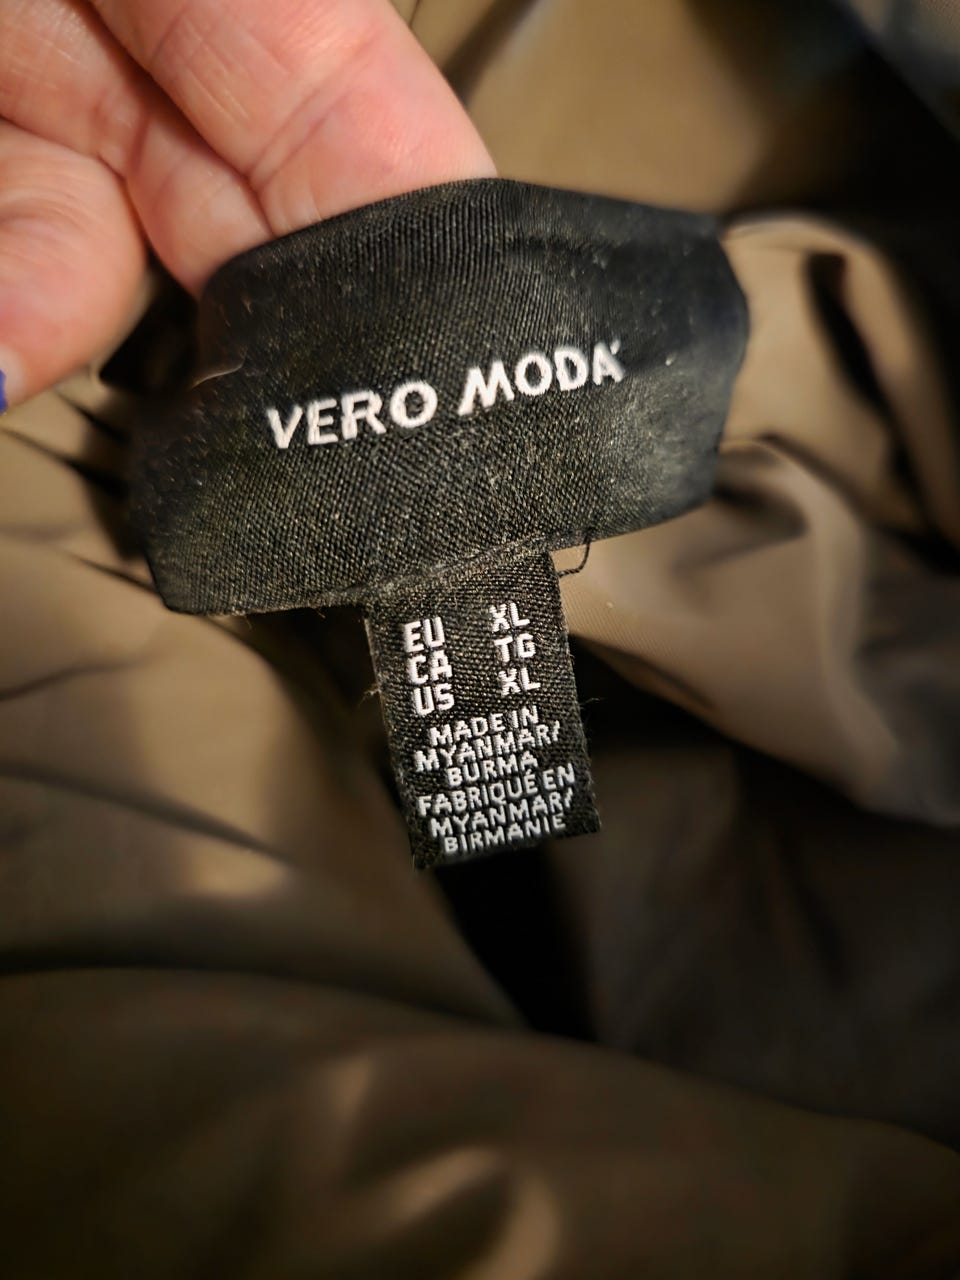 VERO MODA
EU XL
CA TG
US XL
MADE IN
MYANMAR/
BURMA
FABRIQUÉ EN
MYANMAR/
BIRMANIE